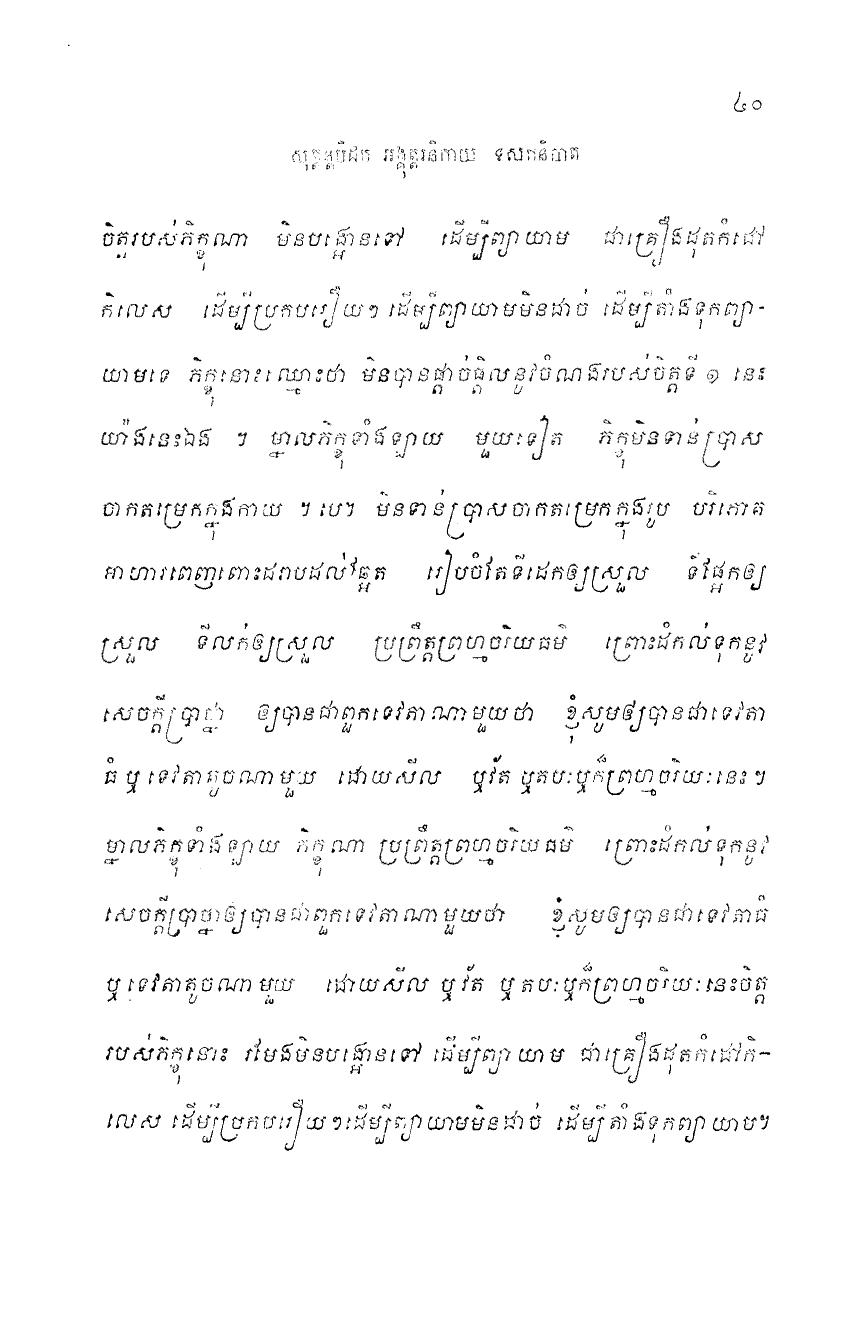 ៤០
សុត្តន្តបិដក អង្គុត្តរនិកាយ ទសកនិបាត
ចិត្តរបស់ភិក្ខុណា មិនបង្អោនទៅ ដើម្បីព្យាយាម ជាគ្រឿងដុតកំដៅ
កិលេស ដើម្បីប្រកបរឿយៗ ដើម្បីព្យាយាមមិនដាច់ ដើម្បីតាំងទុកព្យា-
យាមទេ ភិក្ខុនោះឈ្មោះថា មិនបានផ្តាច់ផ្តិលនូវចំណងរបស់ចិត្តទី ១ នេះ
យ៉ាងនេះឯង ។ ម្នាលភិក្ខុទាំងឡាយ មួយទៀត ភិក្ខុមិនទាន់ប្រាស
ចាកតម្រេកក្នុងកាយ ។ បេ។ មិនទាន់ប្រាសចាកតម្រេកក្នុងរូប បរិភោគ
អាហារពេញពោះដរាបដល់ឆ្អែត រៀបចំតែទីដេកឲ្យស្រួល ទីផ្អែកឲ្យ
ស្រួល ទីលក់ឲ្យស្រួល ប្រព្រឹត្តព្រហ្មចរិយធម៌ ព្រោះដំកល់ទុកនូវ
សេចក្តីប្រាថ្នា ឲ្យបានជាពួកទេវតាណាមួយថា ខ្ញុំសូមឲ្យបានជាទេវតា
ធំ ឬ ទេវតាតូចណាមួយ ដោយសីល ឬវ័ត ឬតបៈឬក៏ព្រហ្មចរិយៈនេះ ។
ម្នាលភិក្ខុទាំងឡាយ ភិក្ខុណា ប្រព្រឹត្តព្រហ្មចរិយធម៌ ព្រោះដំកល់ទុកនូវ
សេចក្តីប្រាថ្នាឲ្យបានជាពួកទេវតាណាមួយថា ខ្ញុំសូមឲ្យបានជាទេវតាធំ
ឬ ទេវតាតូចណាមួយ ដោយសីល ឬ វ័ត ឬ តបៈឬក៏ព្រហ្មចរិយៈនេះចិត្ត
របស់ភិក្ខុនោះ រមែងមិនបង្អោនទៅ ដើម្បីព្យាយាម ជាគ្រឿងដុតកំដៅកិ-
លេស ដើម្បីប្រកបរឿយៗដើម្បីព្យាយាមមិនដាច់ ដើម្បីតាំងទុកព្យាយាម។